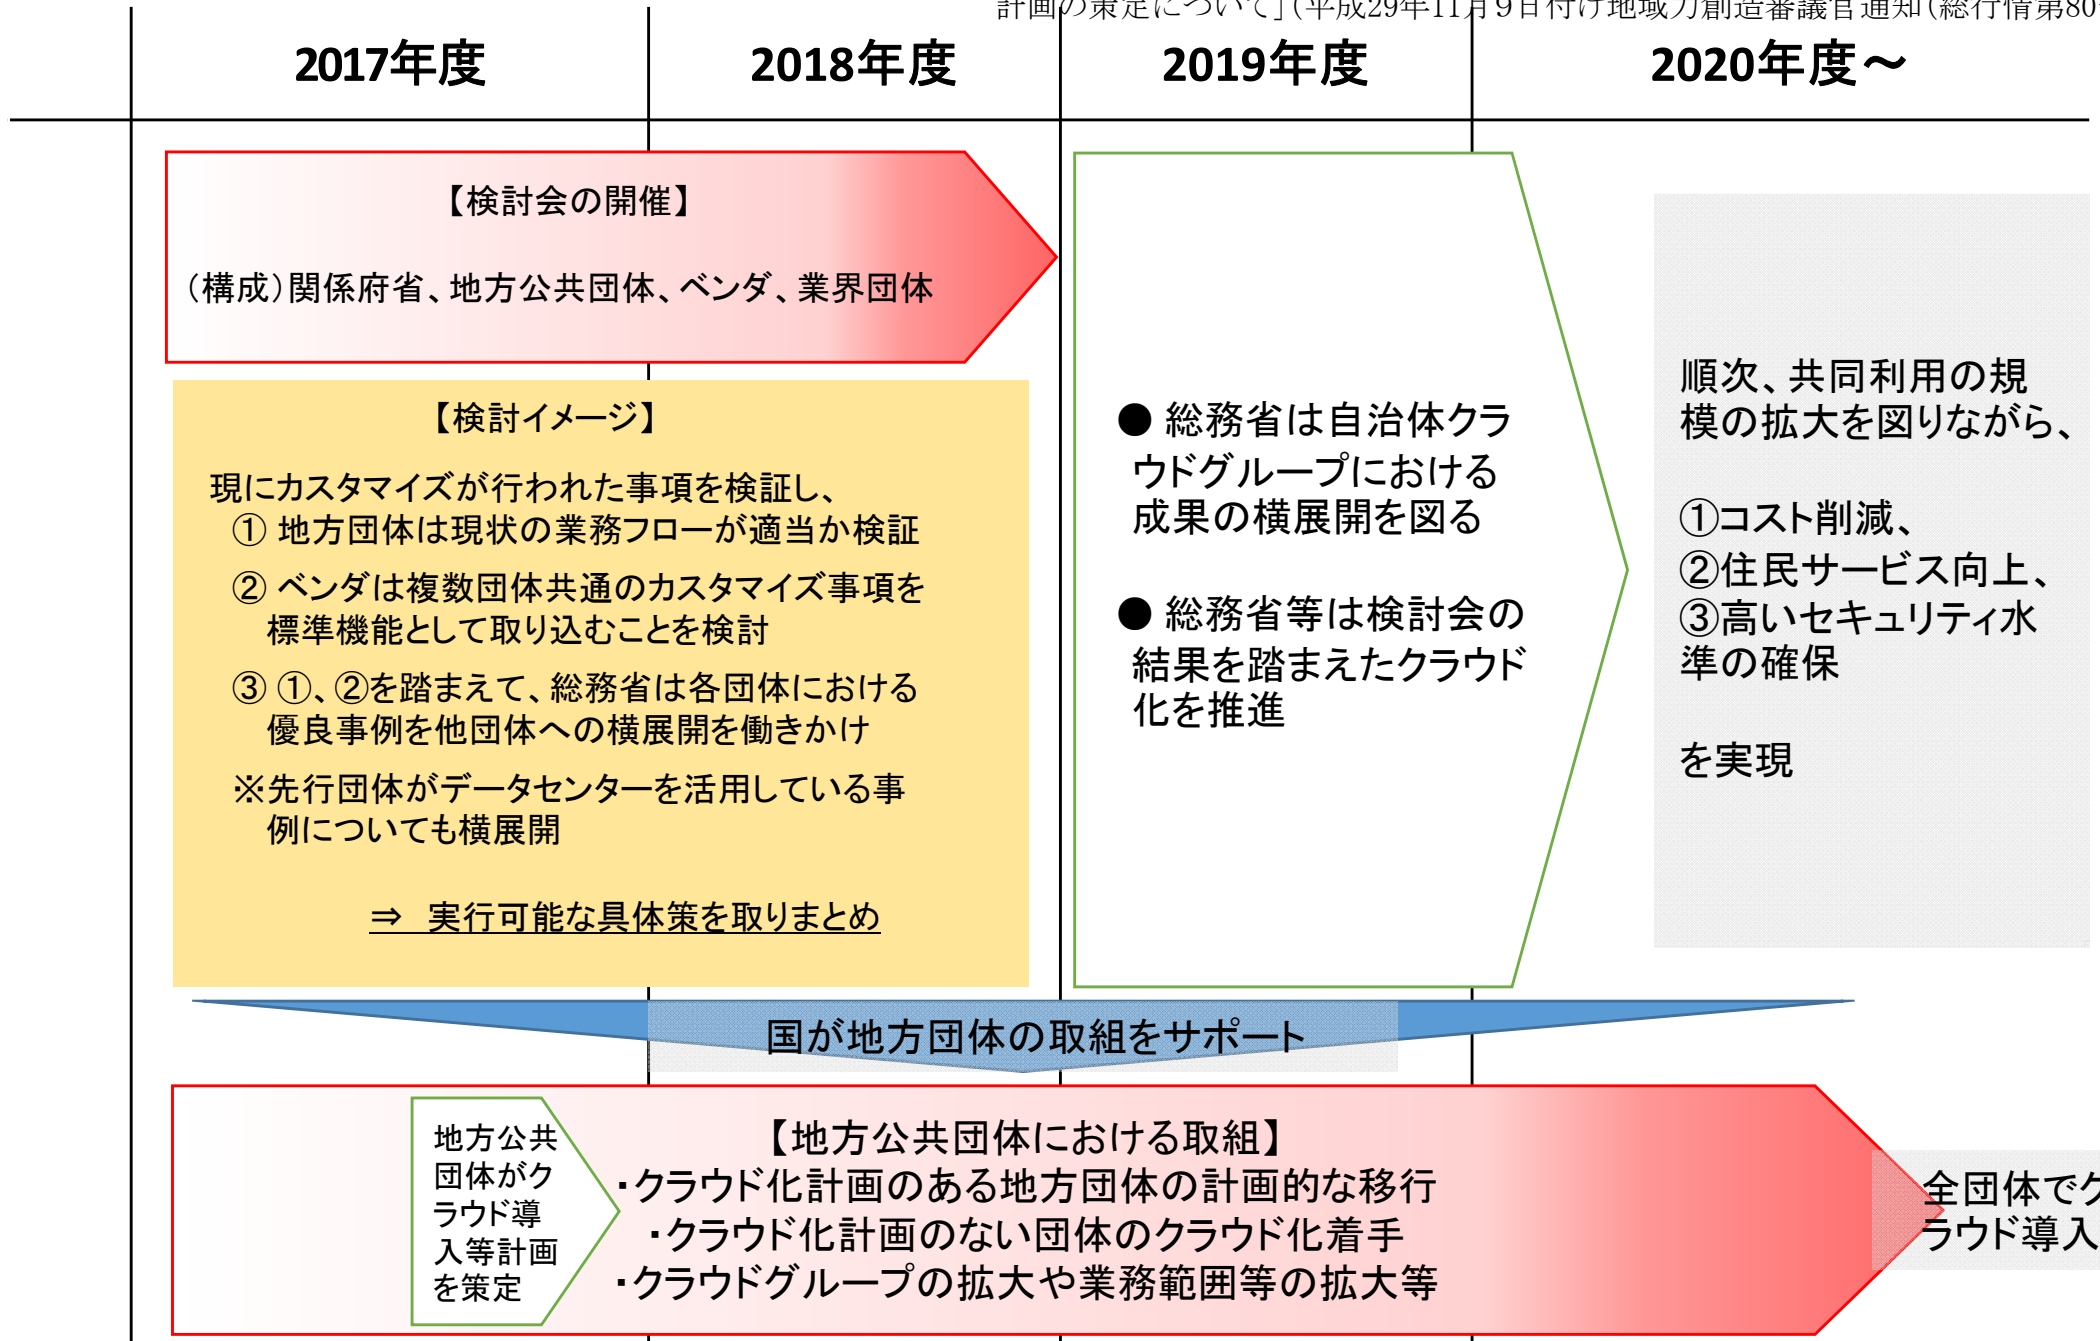 計画の策定について」（平成29年11月9日付け地域力創造審議官通知（総行情第80
2017年度
2018年度
2019年度
2020年度～
【検討会の開催】
（構成）関係府省、地方公共団体、ベンダ、業界団体
【検討イメージ】
現にカスタマイズが行われた事項を検証し、
① 地方団体は現状の業務フローが適当か検証
② ベンダは複数団体共通のカスタマイズ事項を
標準機能として取り込むことを検討
③ ①、②を踏まえて、総務省は各団体における
優良事例を他団体への横展開を働きかけ
※先行団体がデータセンターを活用している事
例についても横展開
⇒　実行可能な具体策を取りまとめ
● 総務省は自治体クラ
ウドグループにおける
成果の横展開を図る
● 総務省等は検討会の
結果を踏まえたクラウド
化を推進
順次、共同利用の規
模の拡大を図りながら、
①コスト削減、
②住民サービス向上、
③高いセキュリティ水
準の確保
を実現
国が地方団体の取組をサポート
地方公共
団体がク
ラウド導
入等計画
を策定
【地方公共団体における取組】
・クラウド化計画のある地方団体の計画的な移行
・クラウド化計画のない団体のクラウド化着手
・クラウドグループの拡大や業務範囲等の拡大等
全団体でク
ラウド導入